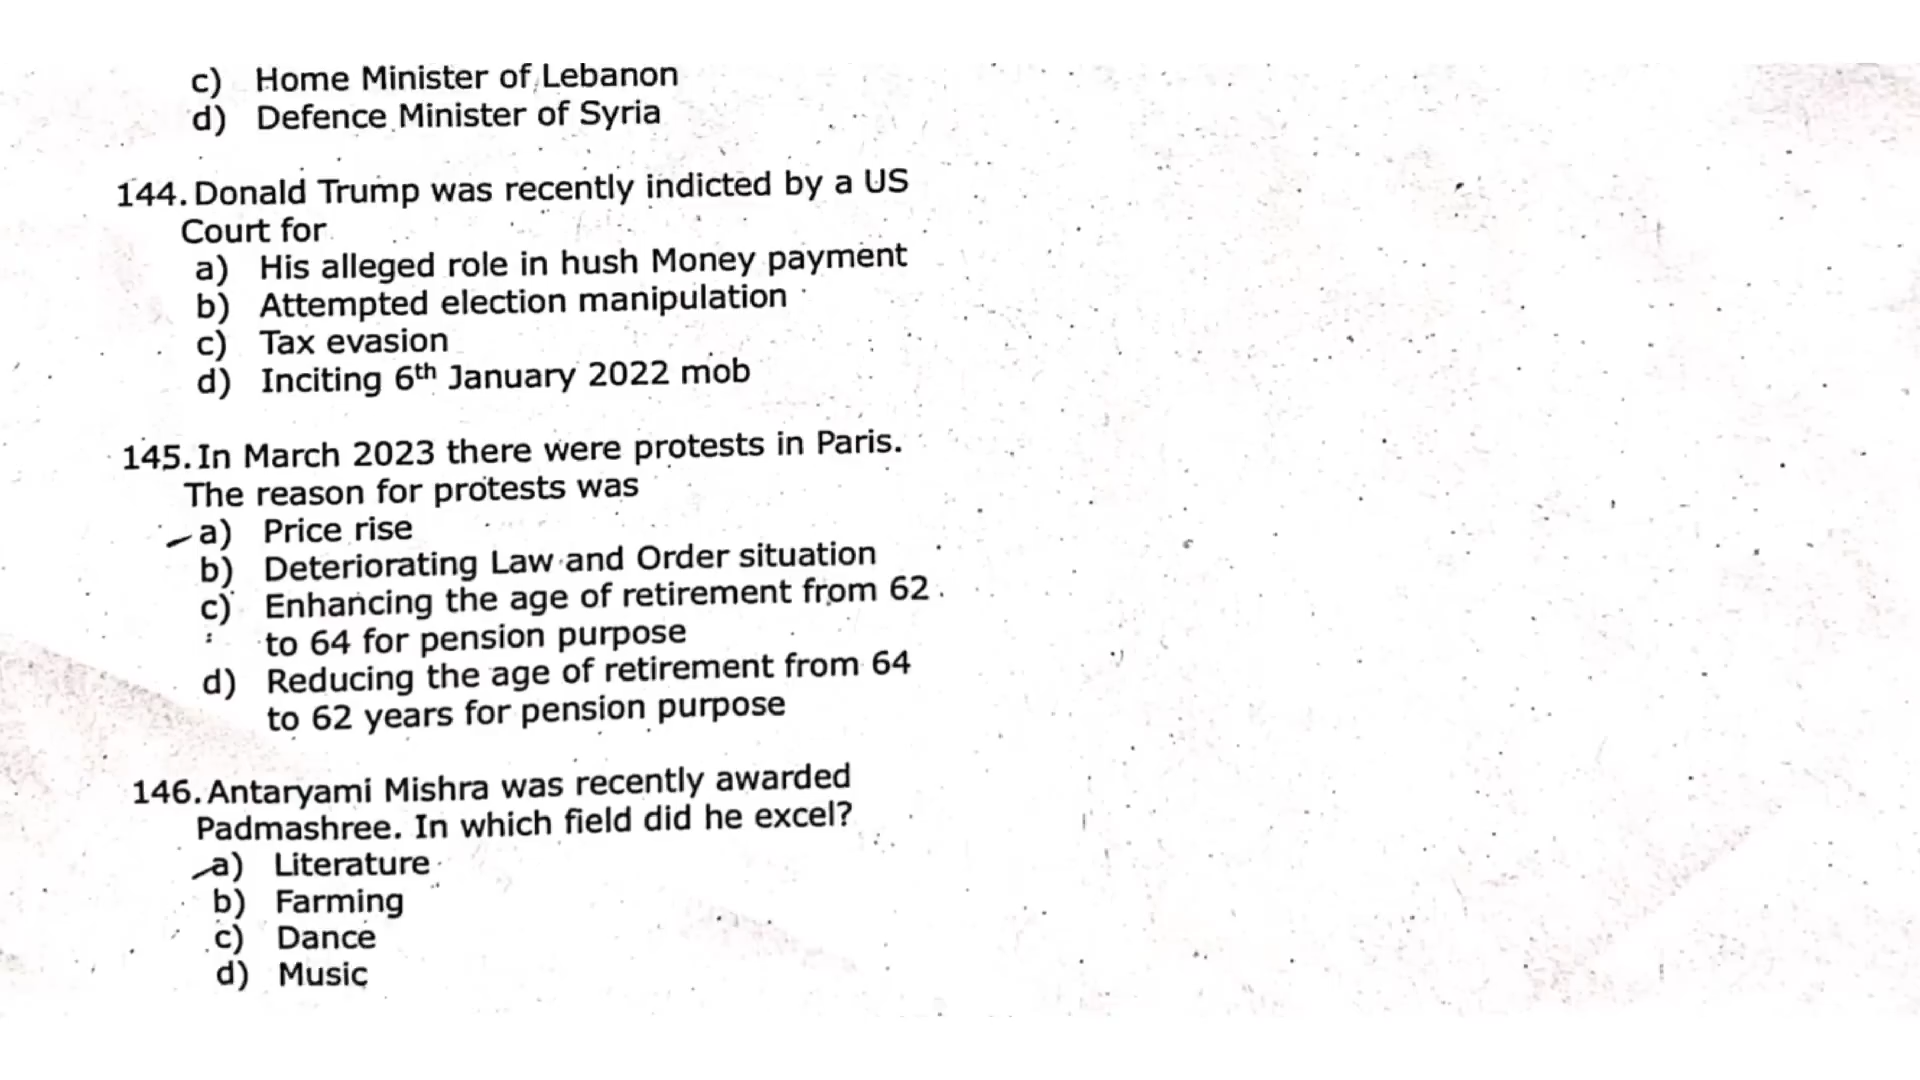 c) Home Minister of Lebanon
d) Defence Minister of Syria
144. Donald Trump was recently indicted by a US
Court for
a) His alleged role in hush Money payment
b) Attempted election manipulation
c) Tax evasion
d) Inciting 6th January 2022 mob
145. In March 2023 there were protests in Paris.
The reason for protests was
a) Price rise
b) Deteriorating Law and Order situation
c) Enhancing the age of retirement from 62
to 64 for pension purpose
d) Reducing the age of retirement from 64
to 62 years for pension purpose
146. Antaryami Mishra was recently awarded
Padmashree. In which field did he excel?
a) Literature
b) Farming
c) Dance
d) Music